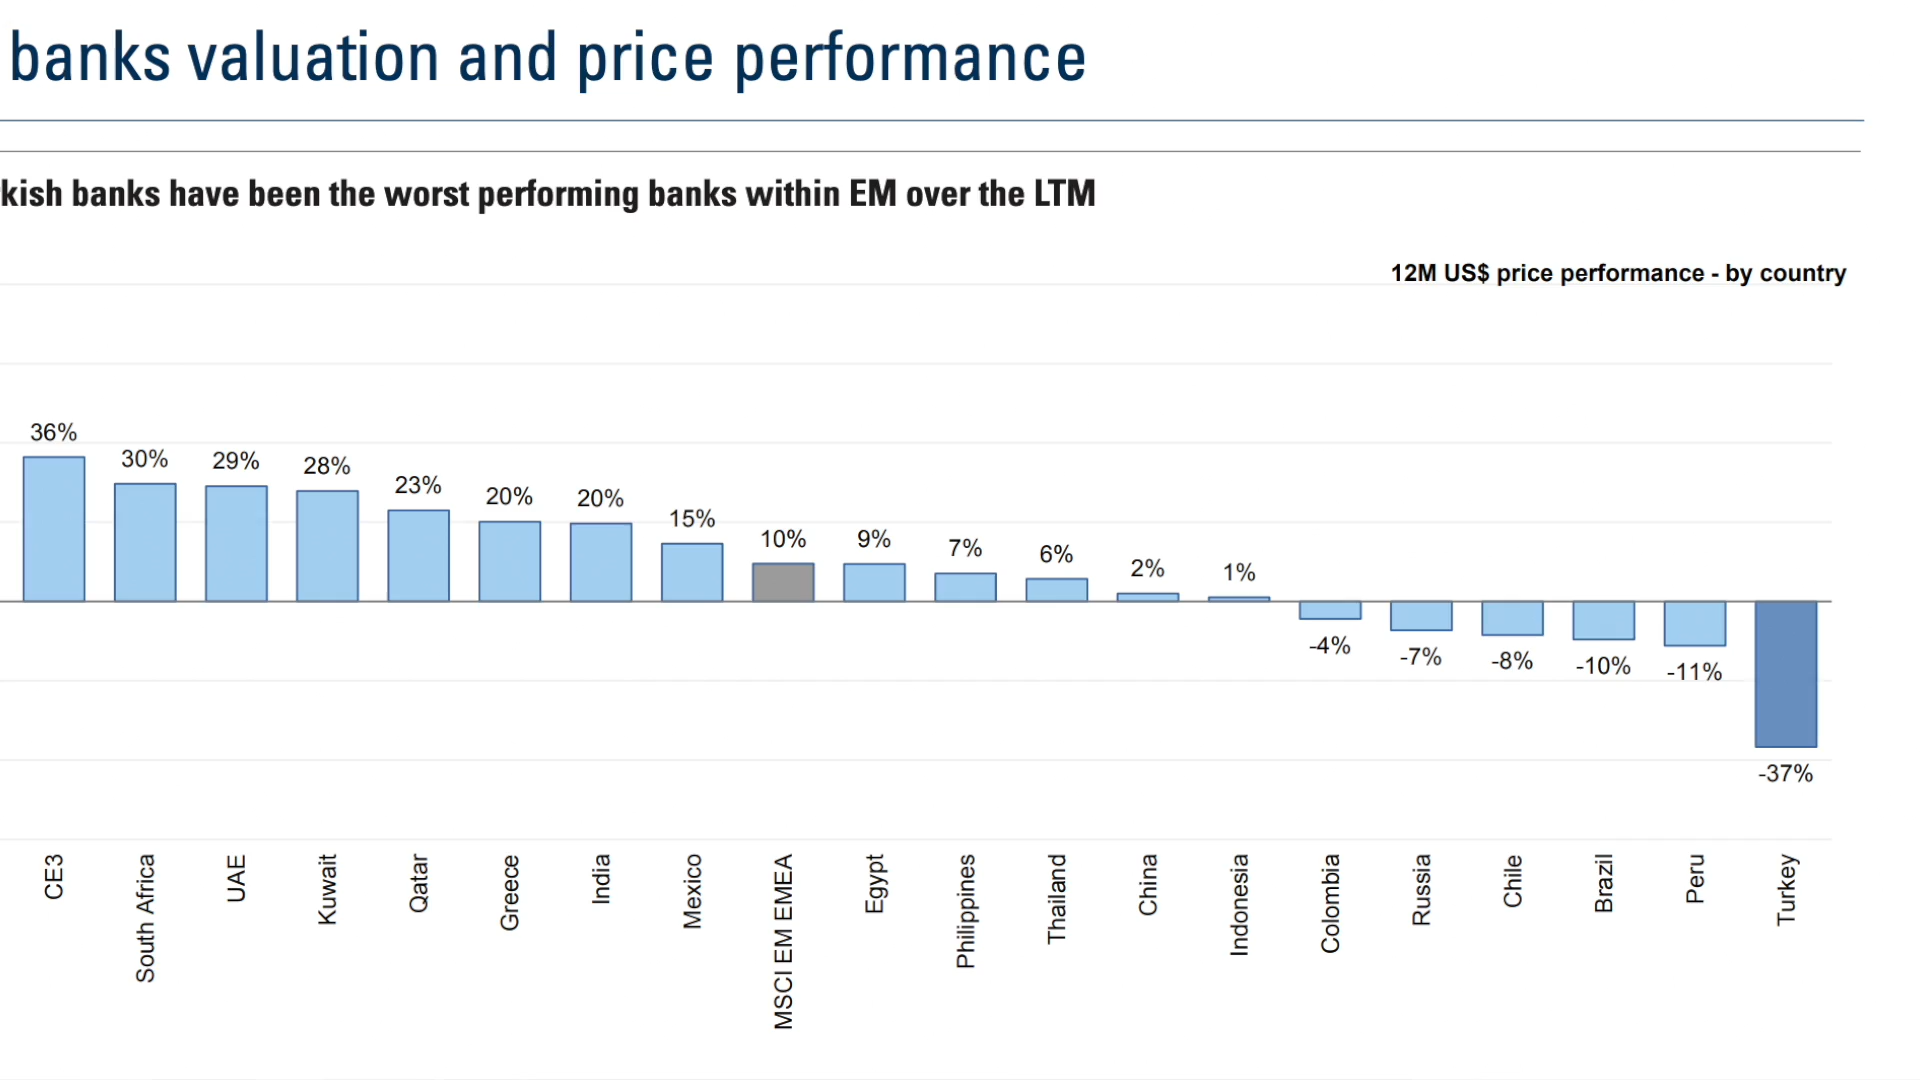 banks valuation and price performance
kish banks have been the worst performing banks within EM over the LTM
12M US$ price performance - by country
36%
30%
29%
28%
23%
20%
20%
15%
10%
9%
7%
6%
2%
1%
-4%
-7%
-8%
-10%
-11%
-37%
CE3
South Africa
UAE
Kuwait
Qatar
Greece
India
Mexico
MSCI EM EMEA
Egypt
Philippines
Thailand
China
Indonesia
Colombia
Russia
Chile
Brazil
Peru
Turkey